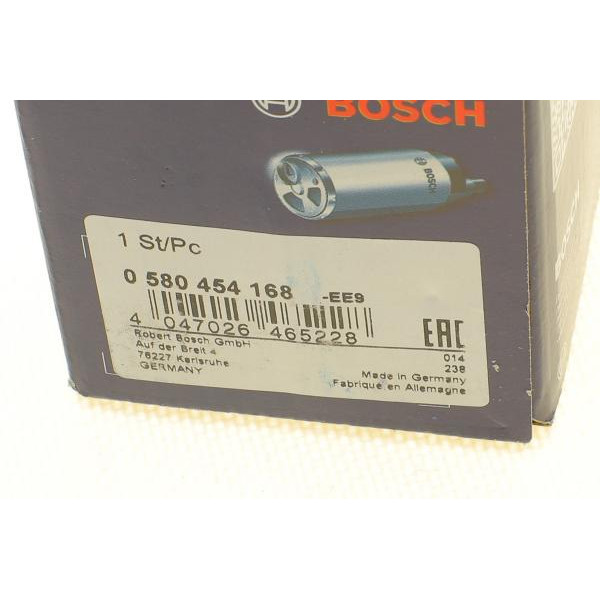 BOSCH
BOSCH
1 St/Pc
0 580 454 168 -EE9
4 047026 465228
Robert Bosch GmbH
Auf der Breit 4
76227 Karlsruhe
GERMANY
EAC
014
238
Made in Germany
Fabriqué en Allemagne